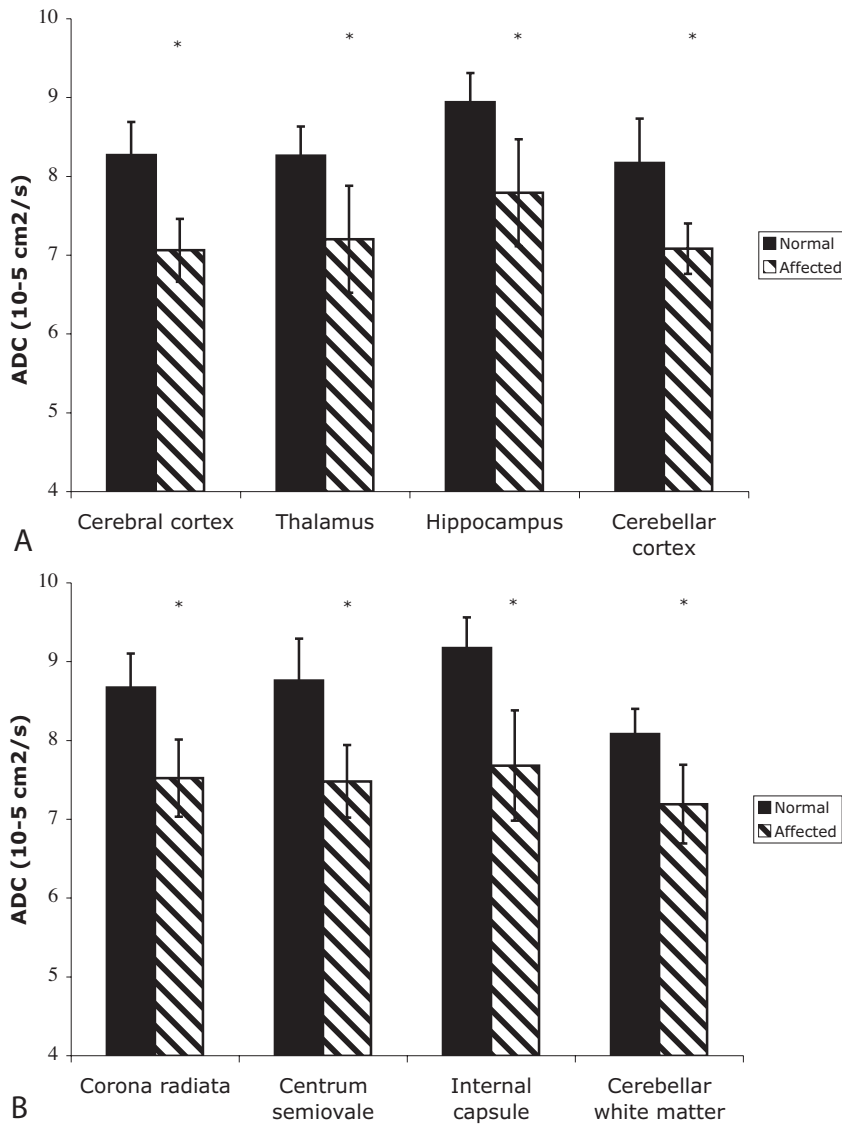 10
9
8
7
6
5
4
ADC (10-5 cm2/s)
* * * *
Normal
Affected
Cerebral cortex Thalamus Hippocampus Cerebellar
cortex
A
10
9
8
7
6
5
4
ADC (10-5 cm2/s)
* * * *
Normal
Affected
Corona radiata Centrum Internal Cerebellar
semiovale capsule white matter
B